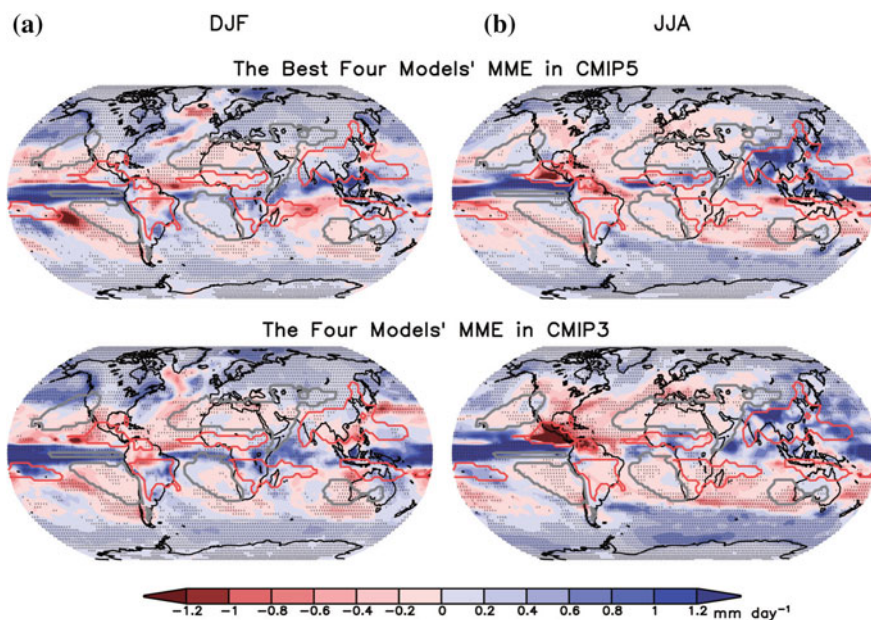 (a) DJF (b) JJA
The Best Four Models' MME in CMIP5
The Four Models' MME in CMIP3
-1.2 -1 -0.8 -0.6 -0.4 -0.2 0 0.2 0.4 0.6 0.8 1 1.2 mm day⁻¹